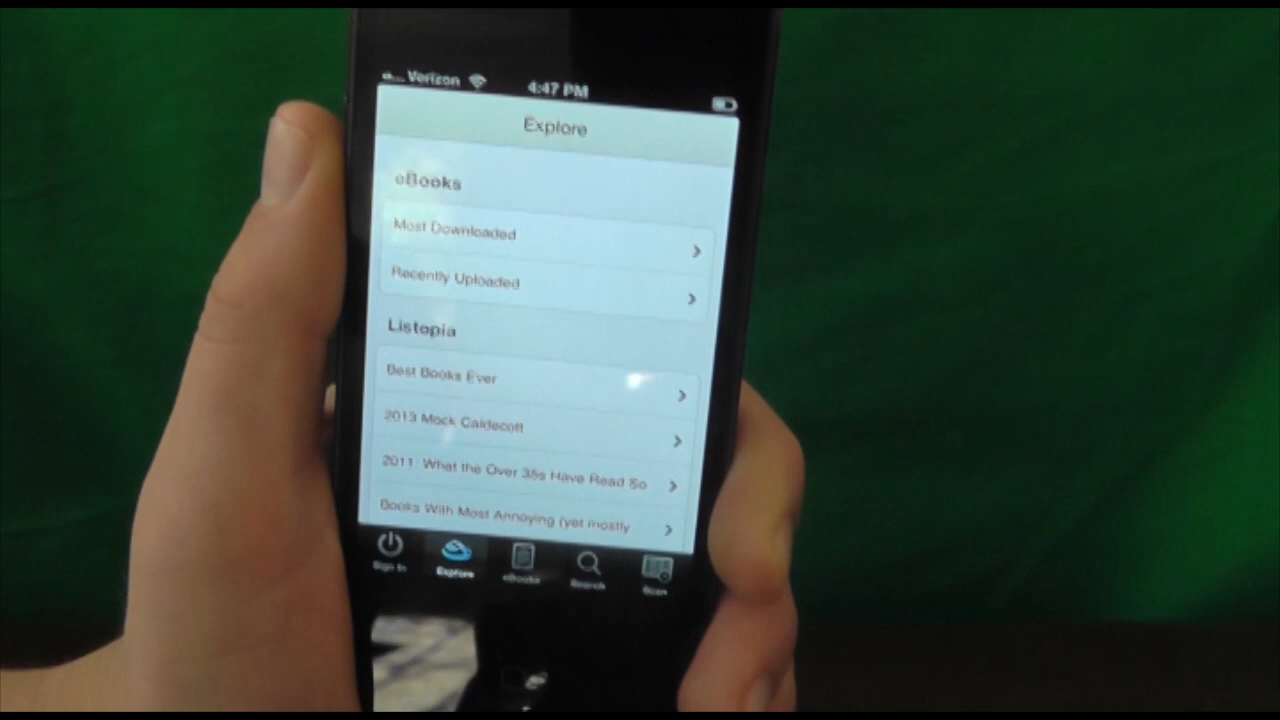 Verizon 4:47 PM
Explore
eBooks
Most Downloaded
Recently Uploaded
Listopia
Best Books Ever
2013 Mock Caldecott
2011: What the Over 35s Have Read So
Books With Most Annoying (yet mostly
Sign In Explore eBooks Search Scan